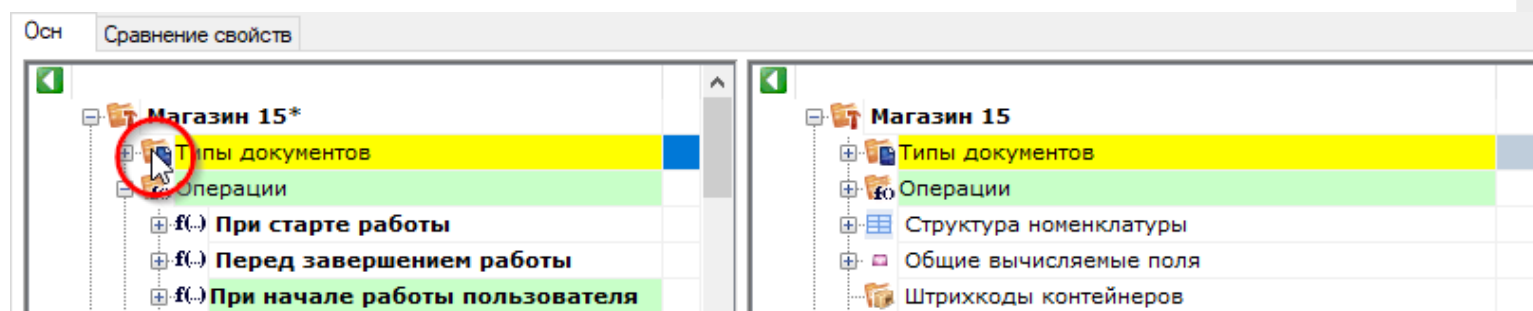 Осн Сравнение свойств
Магазин 15*
Типы документов
Операции
f(..) При старте работы
f(..) Перед завершением работы
f(..) При начале работы пользователя
Магазин 15
Типы документов
f() Операции
Структура номенклатуры
Общие вычисляемые поля
Штрихкоды контейнеров